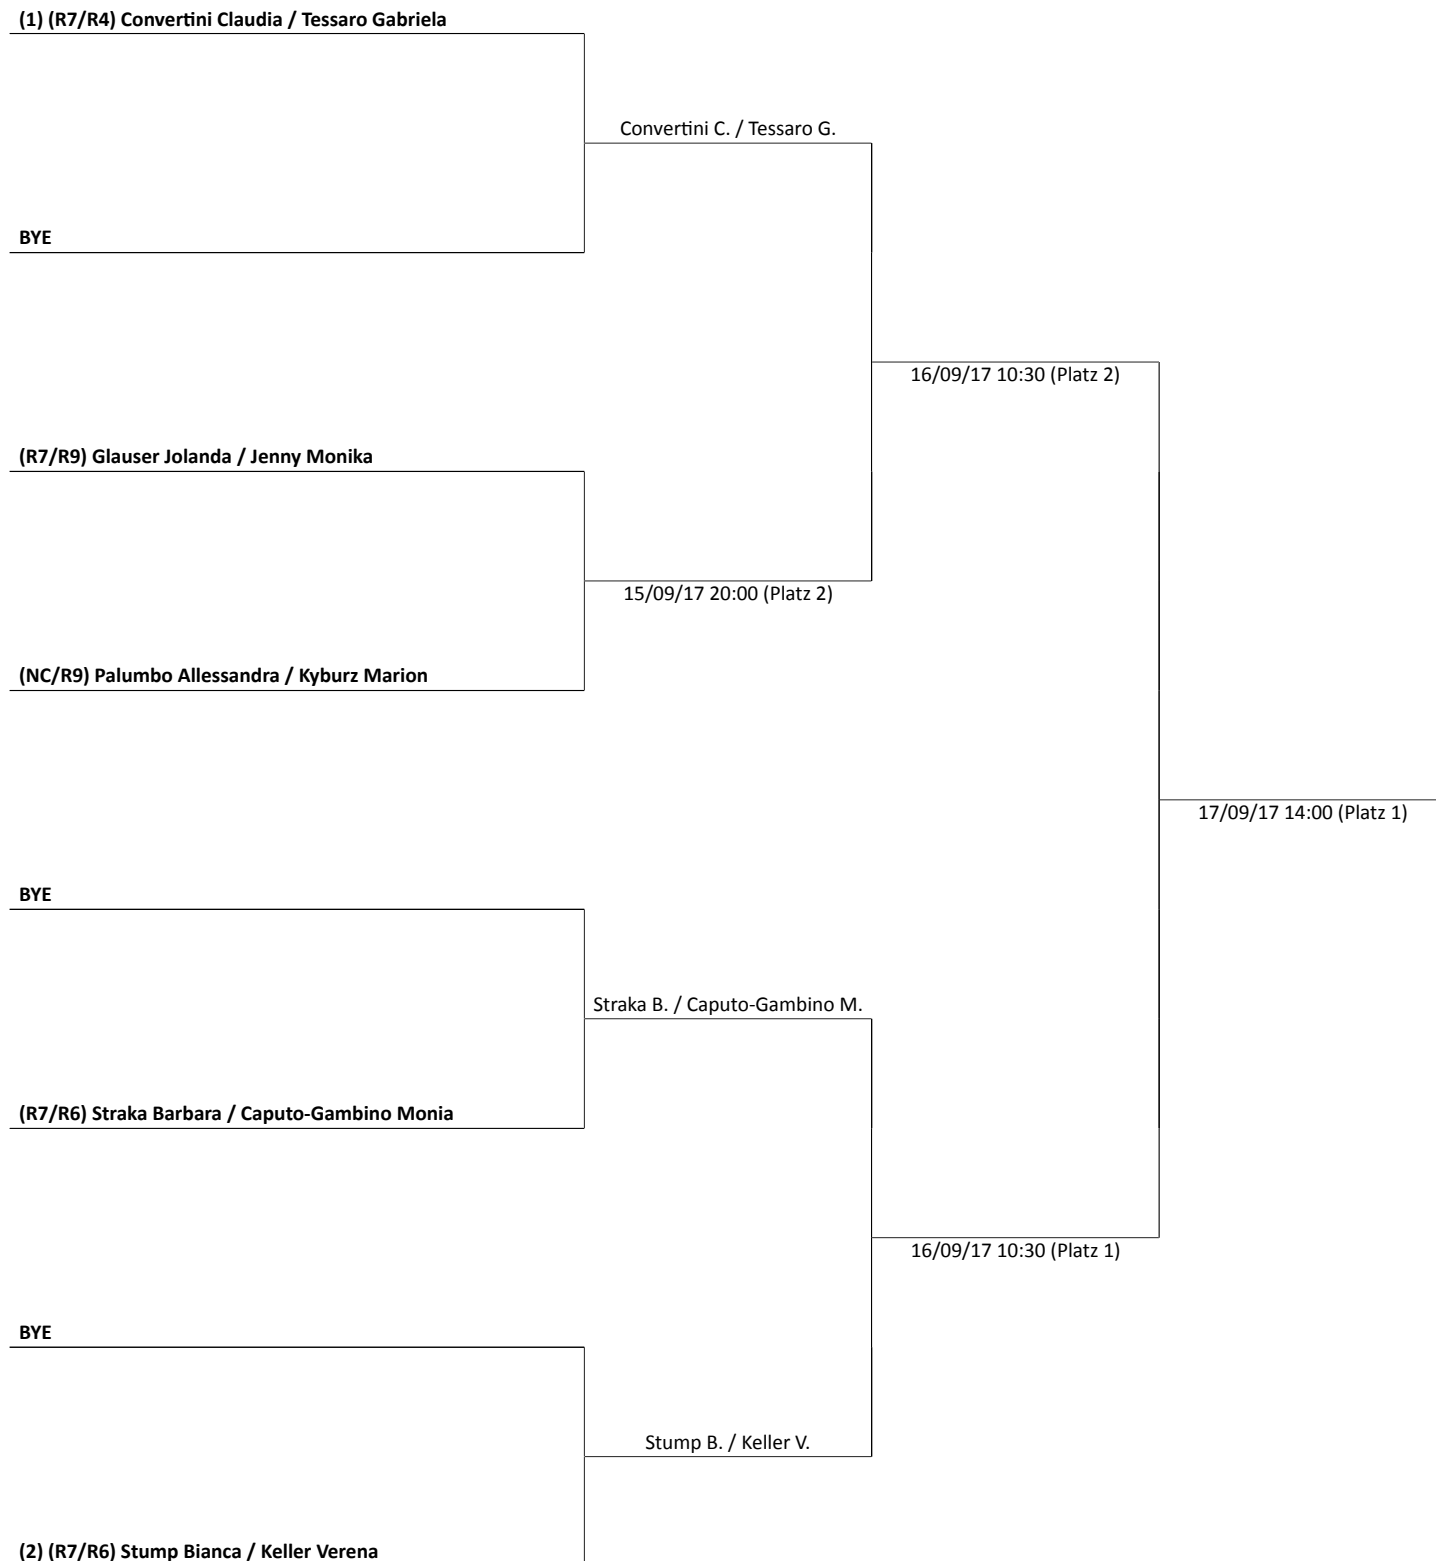 (1) (R7/R4) Convertini Claudia / Tessaro Gabriela
Convertini C. / Tessaro G.
BYE
16/09/17 10:30 (Platz 2)
(R7/R9) Glauser Jolanda / Jenny Monika
15/09/17 20:00 (Platz 2)
(NC/R9) Palumbo Allessandra / Kyburz Marion
17/09/17 14:00 (Platz 1)
BYE
Straka B. / Caputo-Gambino M.
(R7/R6) Straka Barbara / Caputo-Gambino Monia
16/09/17 10:30 (Platz 1)
BYE
Stump B. / Keller V.
(2) (R7/R6) Stump Bianca / Keller Verena